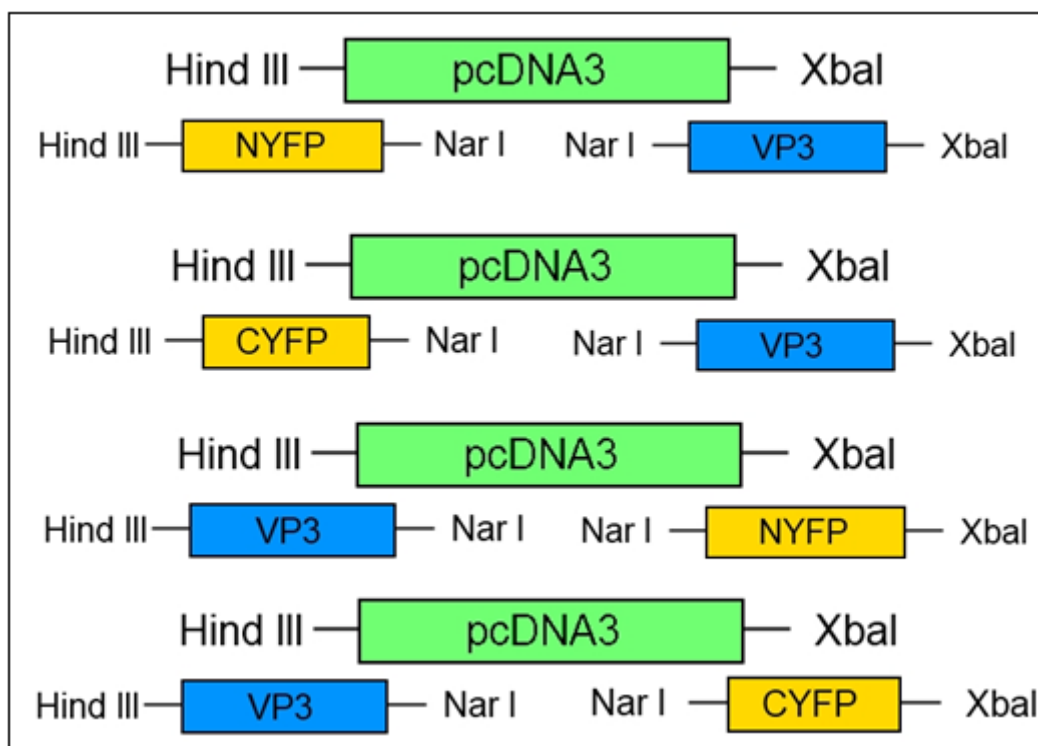 Hind III pcDNA3 XbaI
Hind III NYFP Nar I Nar I VP3 XbaI
Hind III pcDNA3 XbaI
Hind III CYFP Nar I Nar I VP3 XbaI
Hind III pcDNA3 XbaI
Hind III VP3 Nar I Nar I NYFP XbaI
Hind III pcDNA3 XbaI
Hind III VP3 Nar I Nar I CYFP XbaI